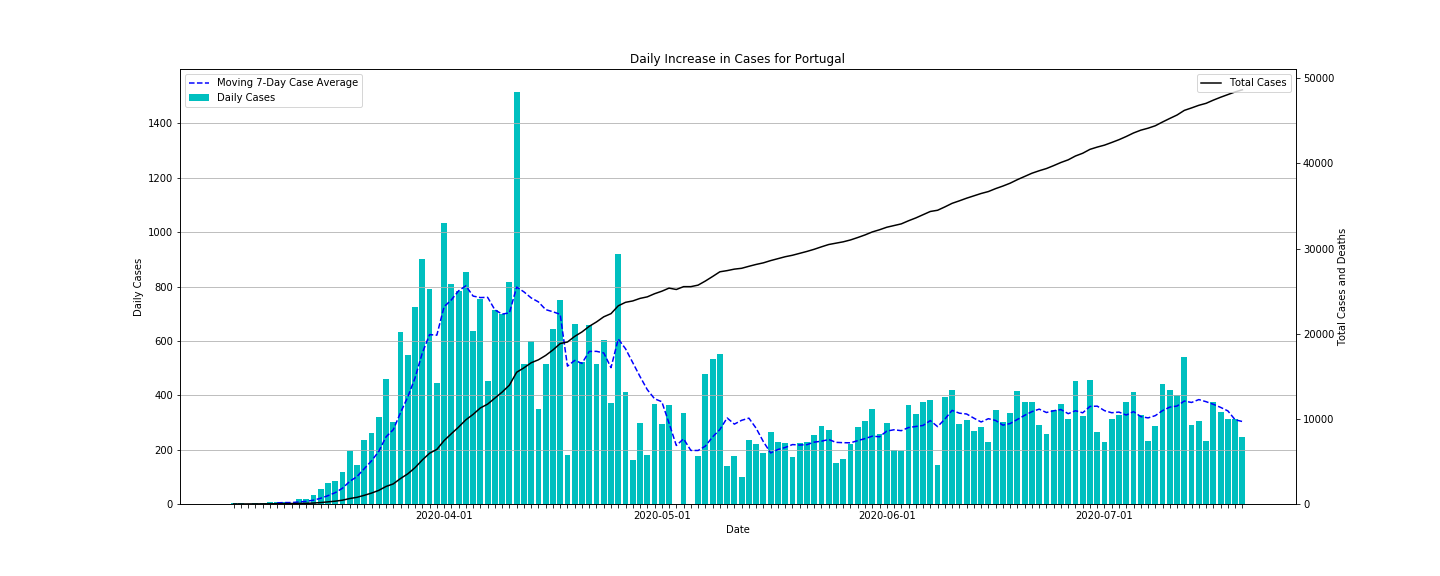 Daily Increase in Cases for Portugal
Moving 7-Day Case Average
Daily Cases
Total Cases
1400
1200
1000
800
600
400
200
0
Daily Cases
50000
40000
30000
20000
10000
0
Total Cases and Deaths
2020-04-01
2020-05-01
2020-06-01
2020-07-01
Date